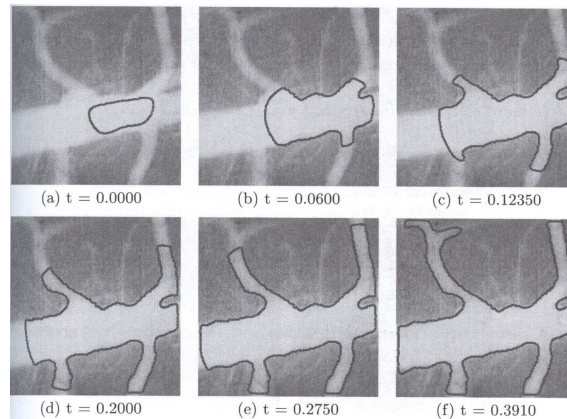 (a) t = 0.0000
(b) t = 0.0600
(c) t = 0.12350
(d) t = 0.2000
(e) t = 0.2750
(f) t = 0.3910